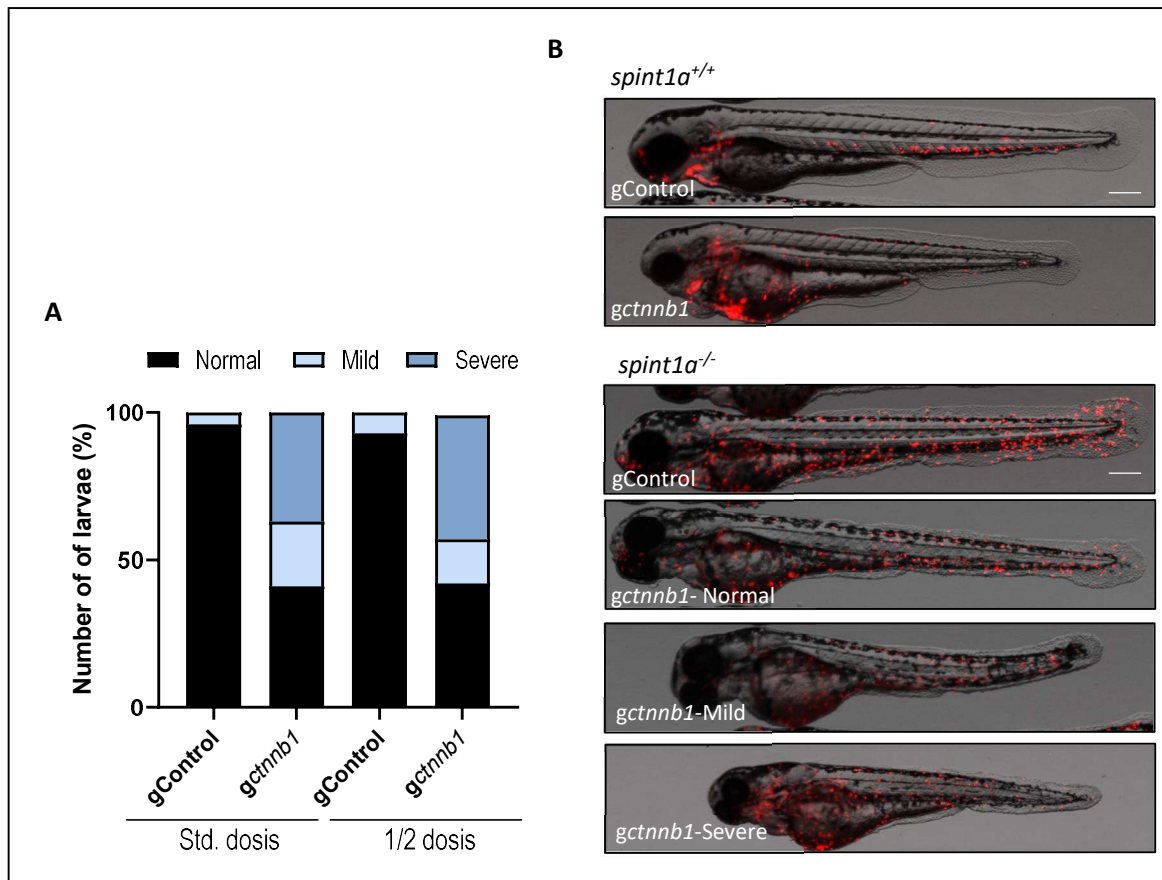 B
spint1a+/+
gControl
gctnnb1
A
Normal Mild Severe
100
50
0
Number of of larvae (%)
gControl
gctnnb1
gControl
gctnnb1
Std. dosis
1/2 dosis
spint1a-/-
gControl
gctnnb1- Normal
gctnnb1-Mild
gctnnb1-Severe